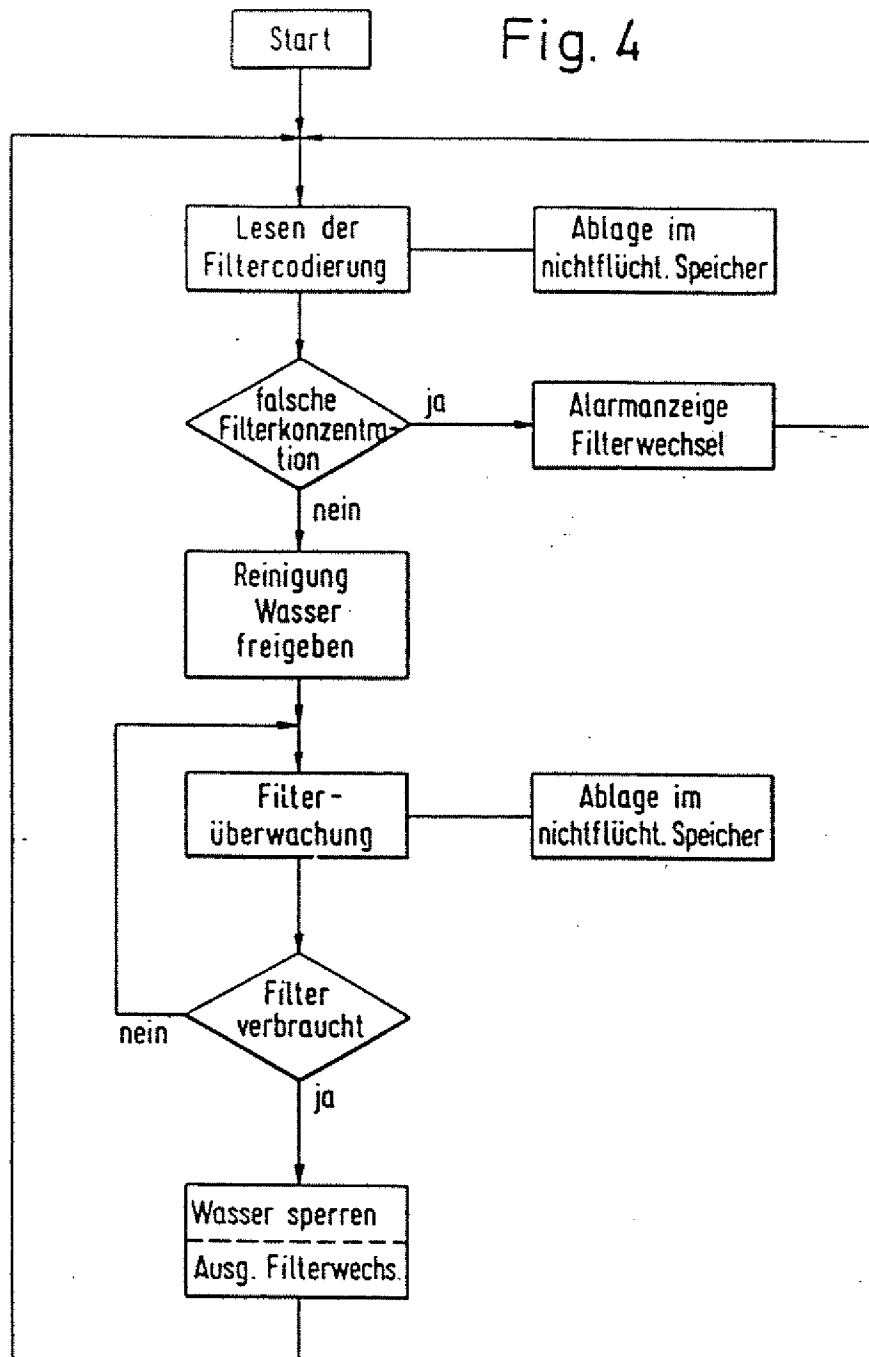 Start
Fig. 4
Lesen der
Filtercodierung
Ablage im
nichtflücht. Speicher
falsche
Filterkonzentra-
tion
ja
Alarmanzeige
Filterwechsel
nein
Reinigung
Wasser
freigeben
Filter-
überwachung
Ablage im
nichtflücht. Speicher
Filter
verbraucht
nein
ja
Wasser sperren
Ausg. Filterwechs.